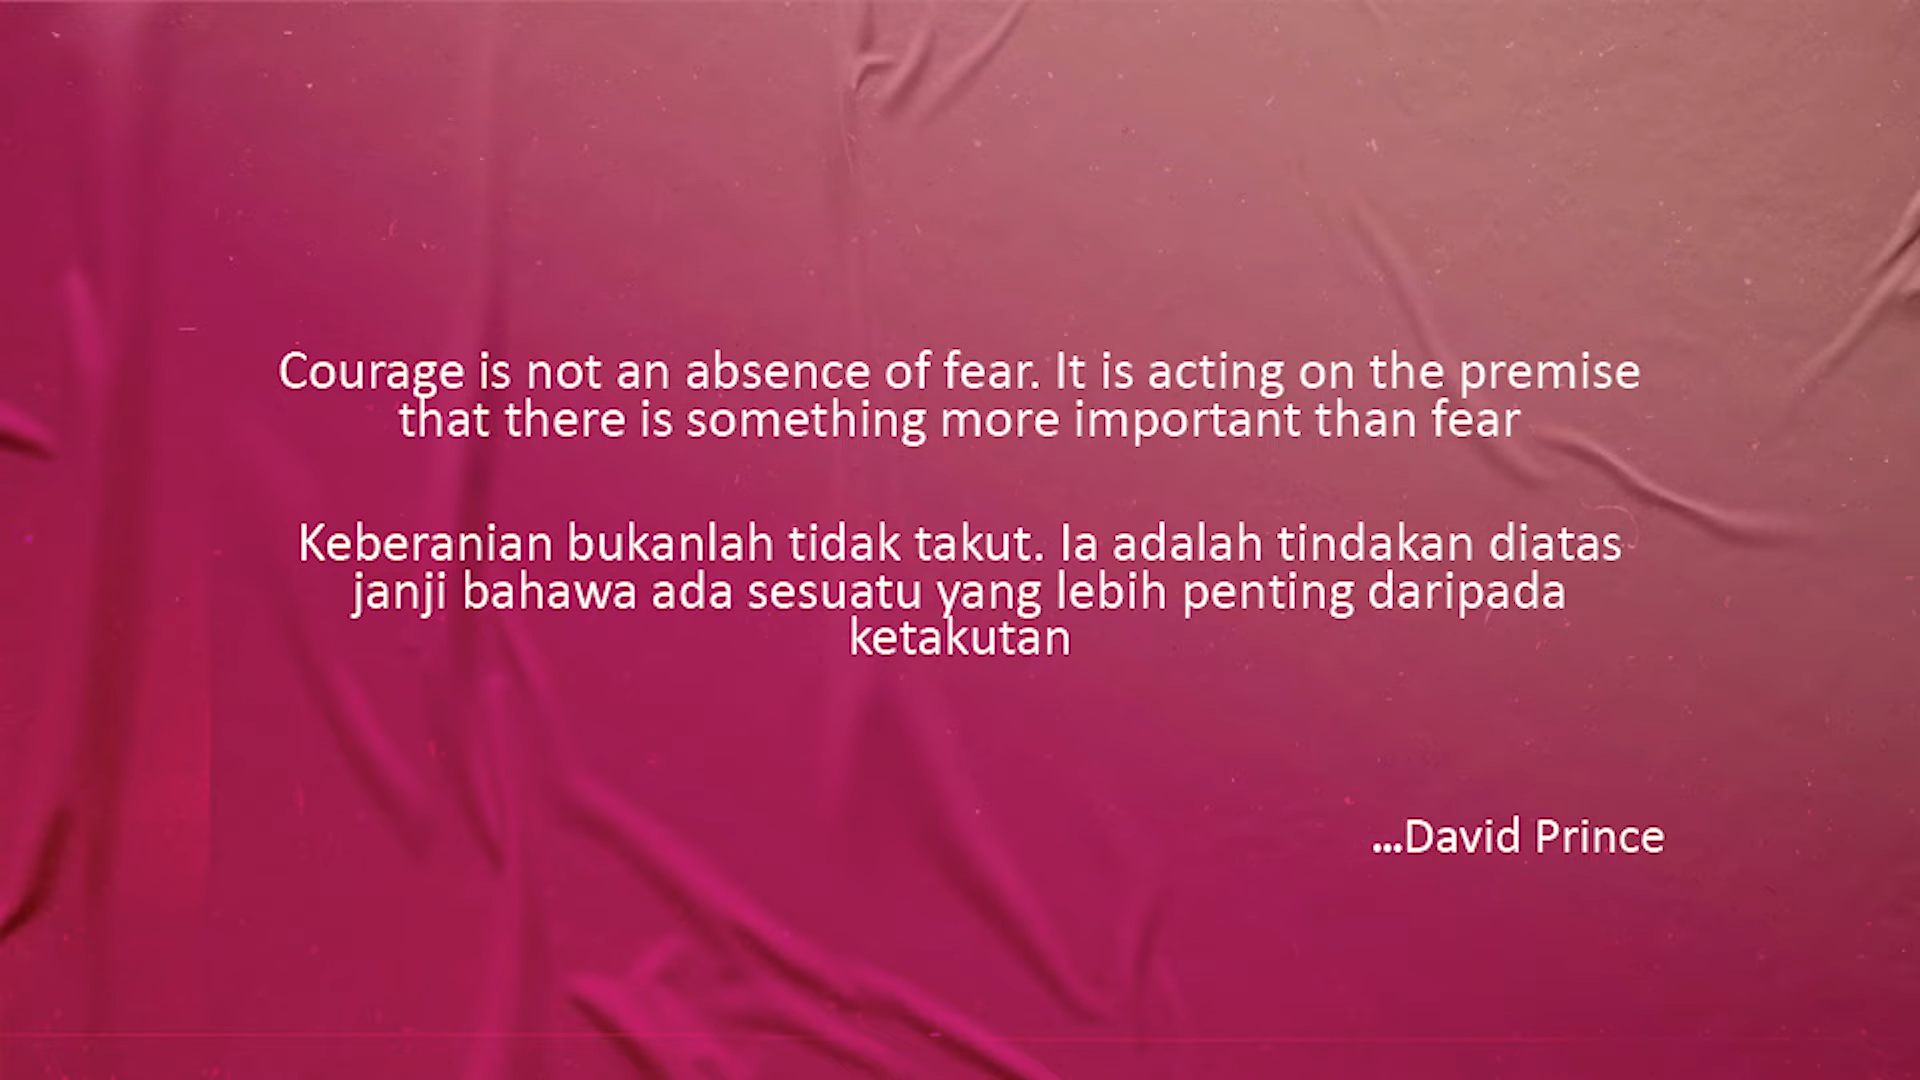 Courage is not an absence of fear. It is acting on the premise
that there is something more important than fear
Keberanian bukanlah tidak takut. Ia adalah tindakan diatas
janji bahawa ada sesuatu yang lebih penting daripada
ketakutan
...David Prince